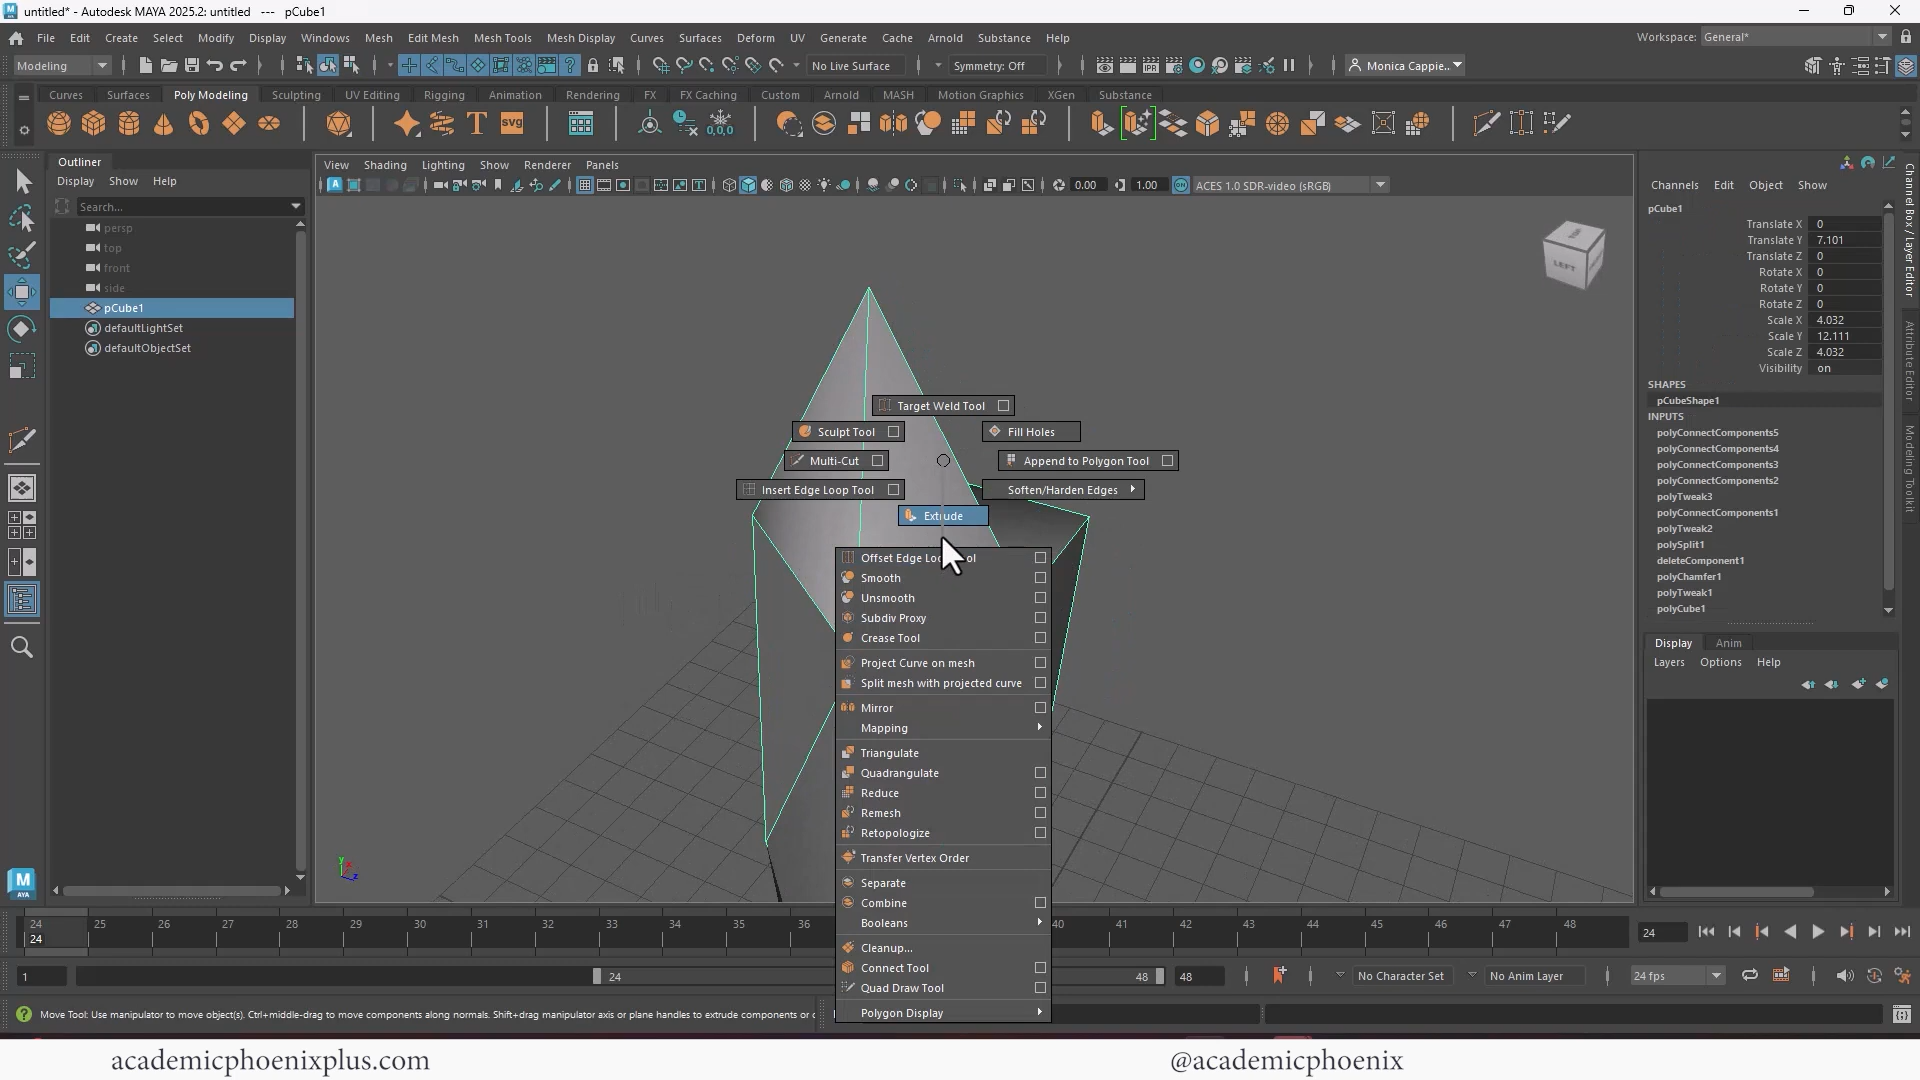 untitled* - Autodesk MAYA 2025.2: untitled --- pCube1
File Edit Create Select Modify Display Windows Mesh Edit Mesh Mesh Tools Mesh Display Curves Surfaces Deform UV Generate Cache Arnold Substance Help
Workspace: General*
Modeling
No Live Surface
Symmetry: Off
Monica Cappie...
Curves Surfaces Poly Modeling Sculpting UV Editing Rigging Animation Rendering FX FX Caching Custom Arnold MASH Motion Graphics XGen Substance
Outliner
Display Show Help
Search...
persp
top
front
side
pCube1
defaultLightSet
defaultObjectSet
View Shading Lighting Show Renderer Panels
0.00 1.00 ACES 1.0 SDR-video (sRGB)
TOP
LEFT
Target Weld Tool
Sculpt Tool Fill Holes
Multi-Cut Append to Polygon Tool
Insert Edge Loop Tool Soften/Harden Edges
Extrude
Smooth
Unsmooth
Subdiv Proxy
Crease Tool
Project Curve on mesh
Split mesh with projected curve
Mirror
Mapping
Triangulate
Quadrangulate
Reduce
Remesh
Retopologize
Transfer Vertex Order
Separate
Combine
Booleans
Cleanup...
Connect Tool
Quad Draw Tool
Polygon Display
Channels Edit Object Show
pCube1
Translate X 0
Translate Y 7.101
Translate Z 0
Rotate X 0
Rotate Y 0
Rotate Z 0
Scale X 4.032
Scale Y 12.111
Scale Z 4.032
Visibility on
SHAPES
pCubeShape1
INPUTS
polyConnectComponents5
polyConnectComponents4
polyConnectComponents3
polyConnectComponents2
polyTweak3
polyConnectComponents1
polyTweak2
polySplit1
deleteComponent1
polyChamfer1
polyTweak1
polyCube1
Display Anim
Layers Options Help
Channel Box / Layer Editor
Attribute Editor
Modeling Toolkit
24 25 26 27 28 29 30 31 32 33 34 35 36 40 41 42 43 44 45 46 47 48
24
24
1 24 48 48
No Character Set No Anim Layer 24 fps
Move Tool: Use manipulator to move object(s). Ctrl+middle-drag to move components along normals. Shift+drag manipulator axis or plane handles to extrude components or
academicphoenixplus.com
@academicphoenix